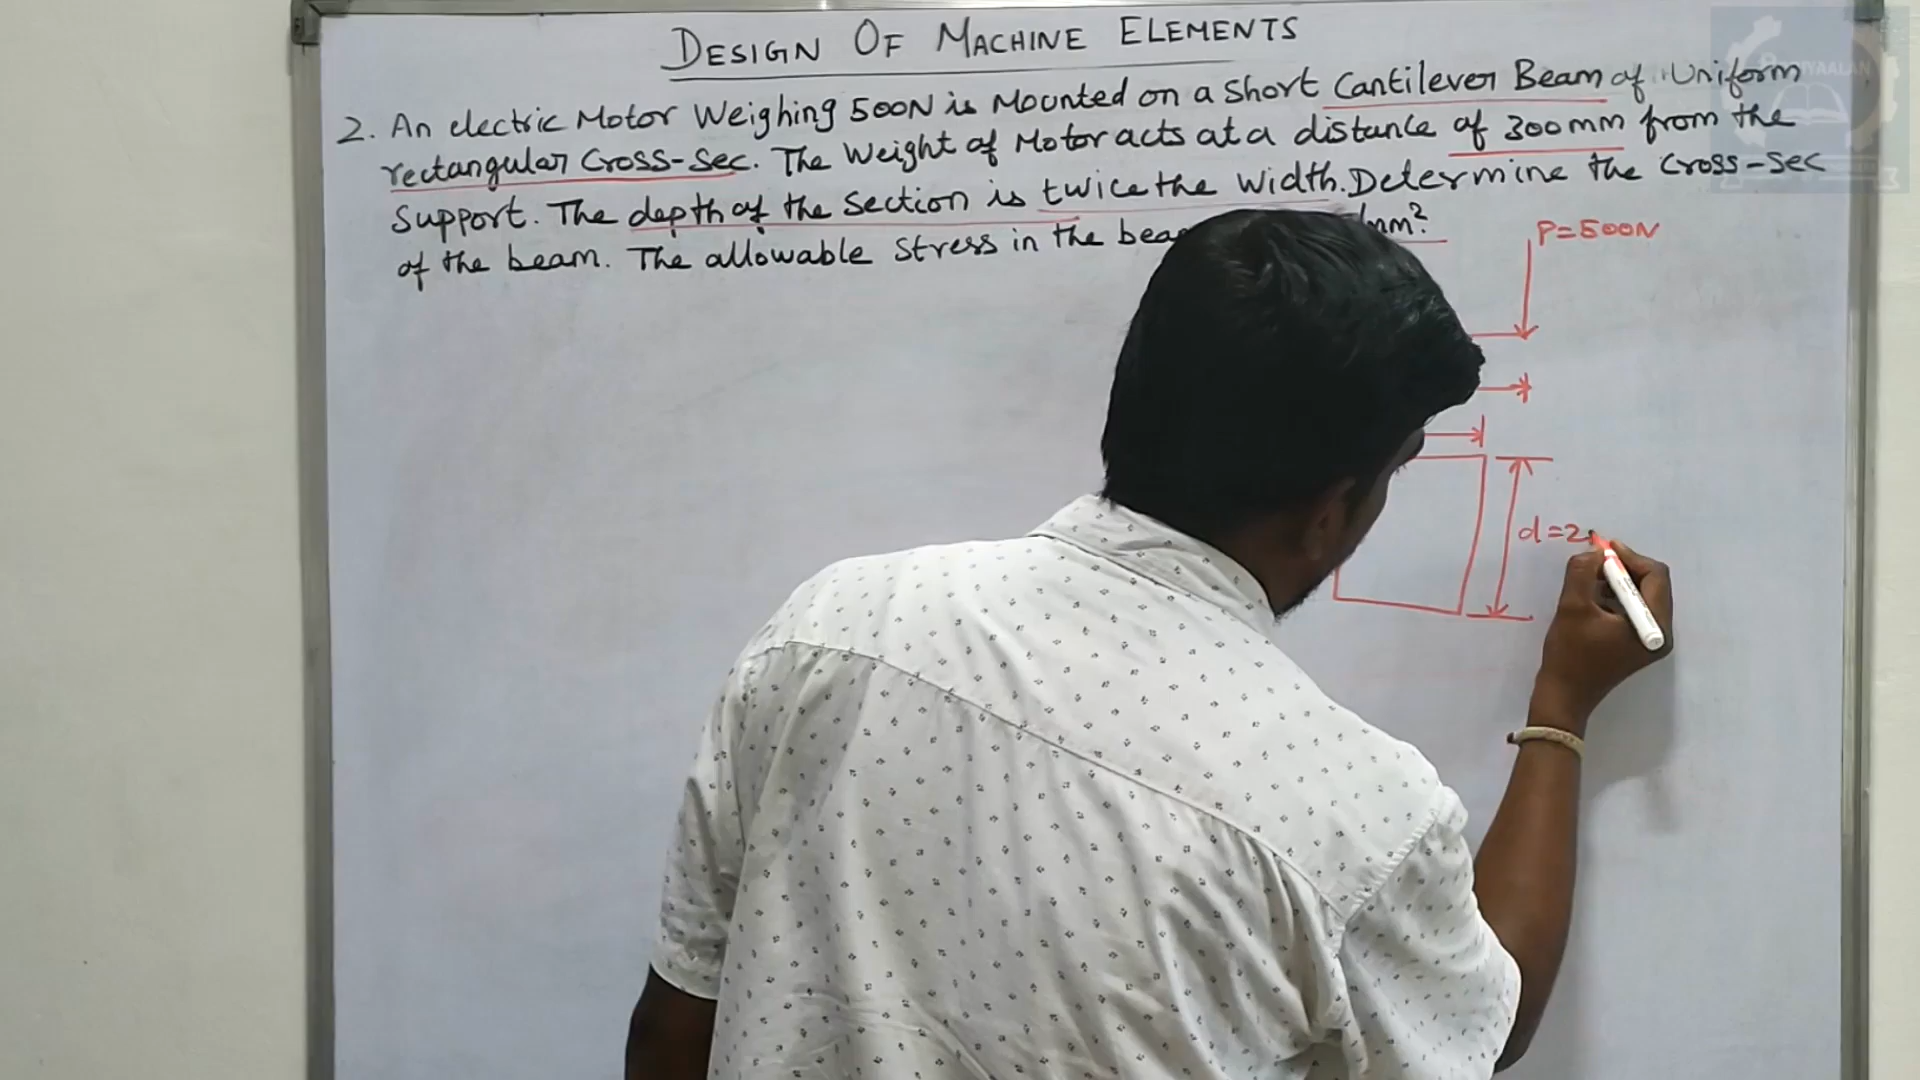 DESIGN OF MACHINE ELEMENTS
2. An electric Motor Weighing 500N is Mounted on a Short Cantilever Beam of Uniform
rectangular Cross-sec. The Weight of Motor acts at a distance of 300mm from the
Support. The depth of the Section is twice the Width. Determine the Cross-sec
of the beam. The allowable Stress in the
P=500N
d=2